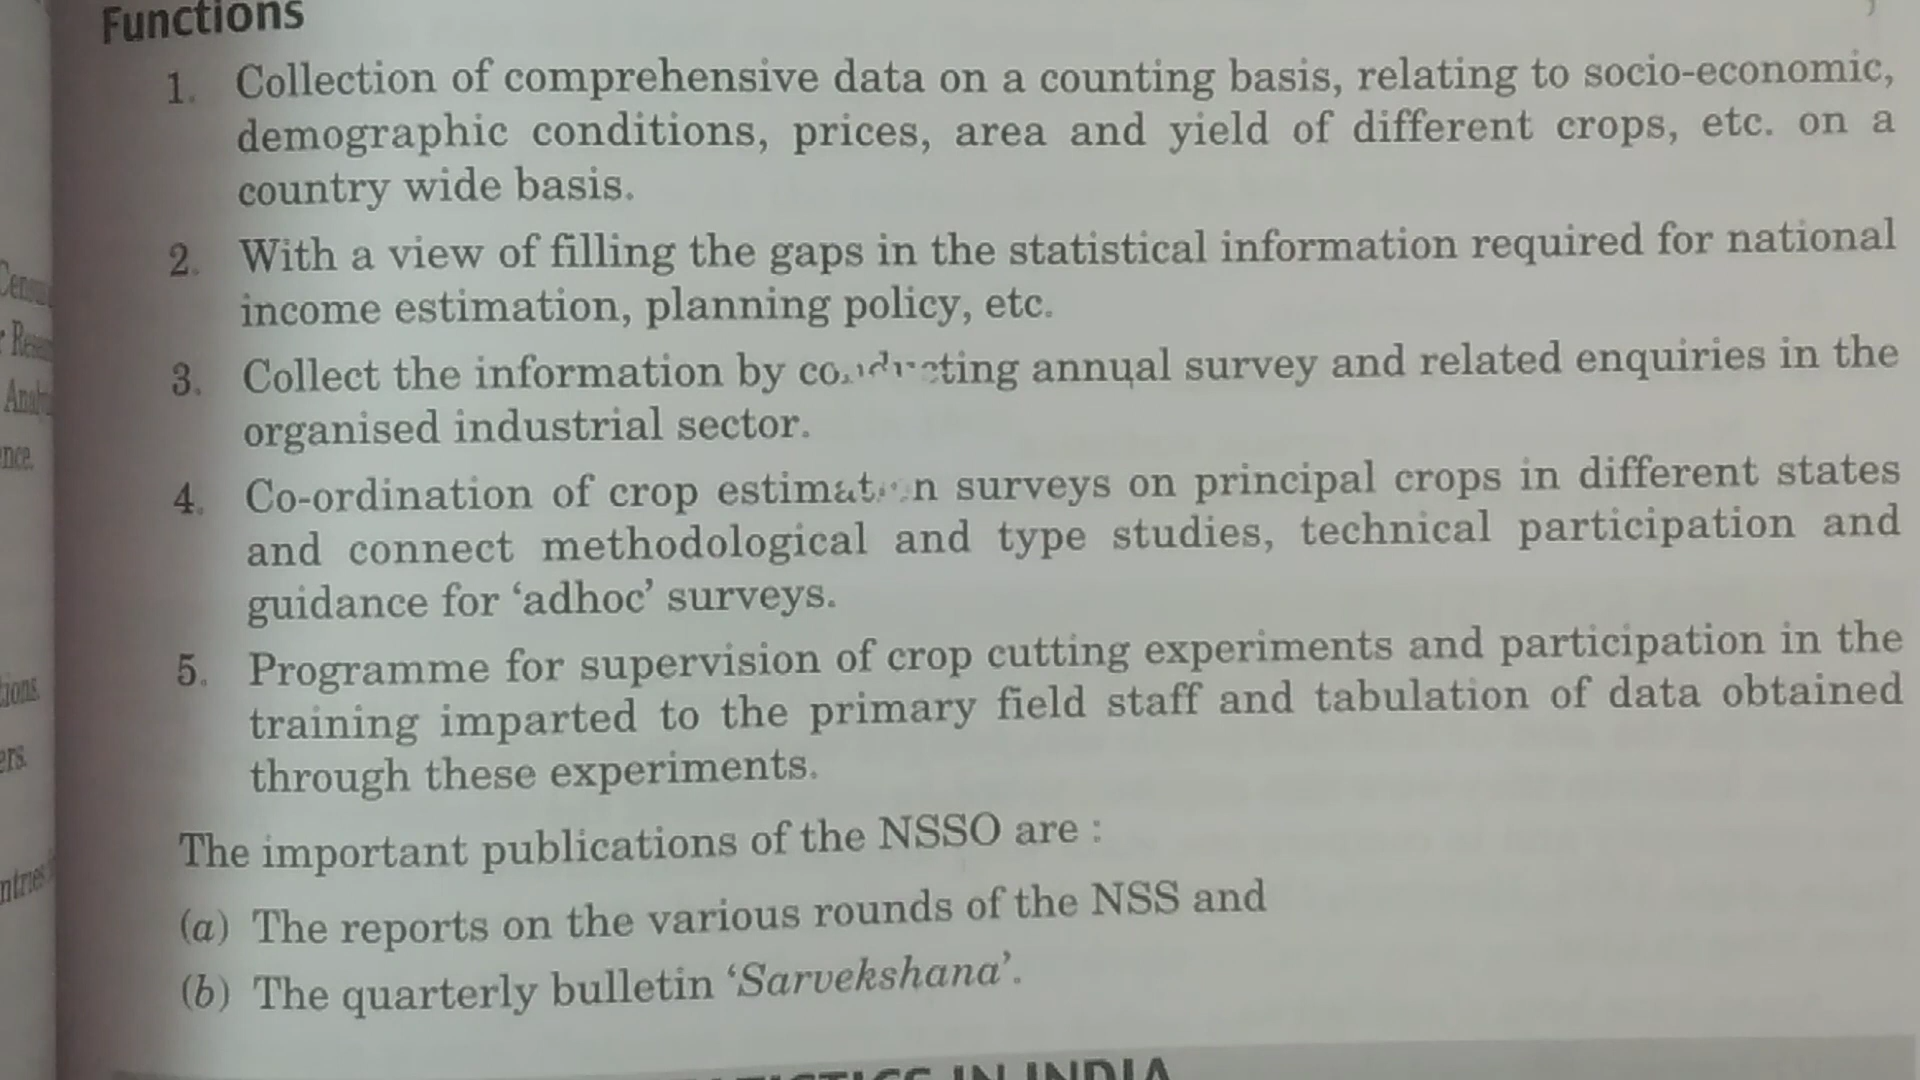 Functions
1. Collection of comprehensive data on a counting basis, relating to socio-economic,
demographic conditions, prices, area and yield of different crops, etc. on a
country wide basis.
2. With a view of filling the gaps in the statistical information required for national
income estimation, planning policy, etc.
3. Collect the information by conducting annual survey and related enquiries in the
organised industrial sector.
4. Co-ordination of crop estimation surveys on principal crops in different states
and connect methodological and type studies, technical participation and
guidance for ‘adhoc’ surveys.
5. Programme for supervision of crop cutting experiments and participation in the
training imparted to the primary field staff and tabulation of data obtained
through these experiments.
The important publications of the NSSO are :
(a) The reports on the various rounds of the NSS and
(b) The quarterly bulletin ‘Sarvekshana’.
IN INDIA